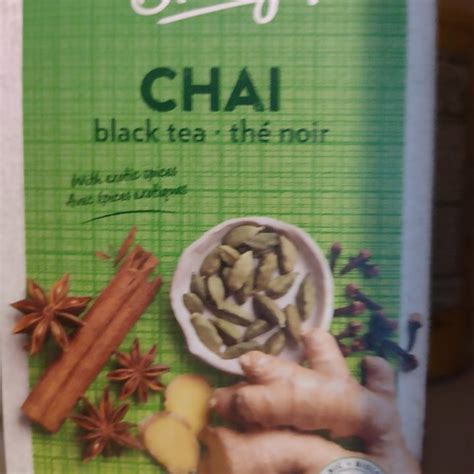 CHAI
black tea · thé noir
With exotic spices
Avec épices exotiques